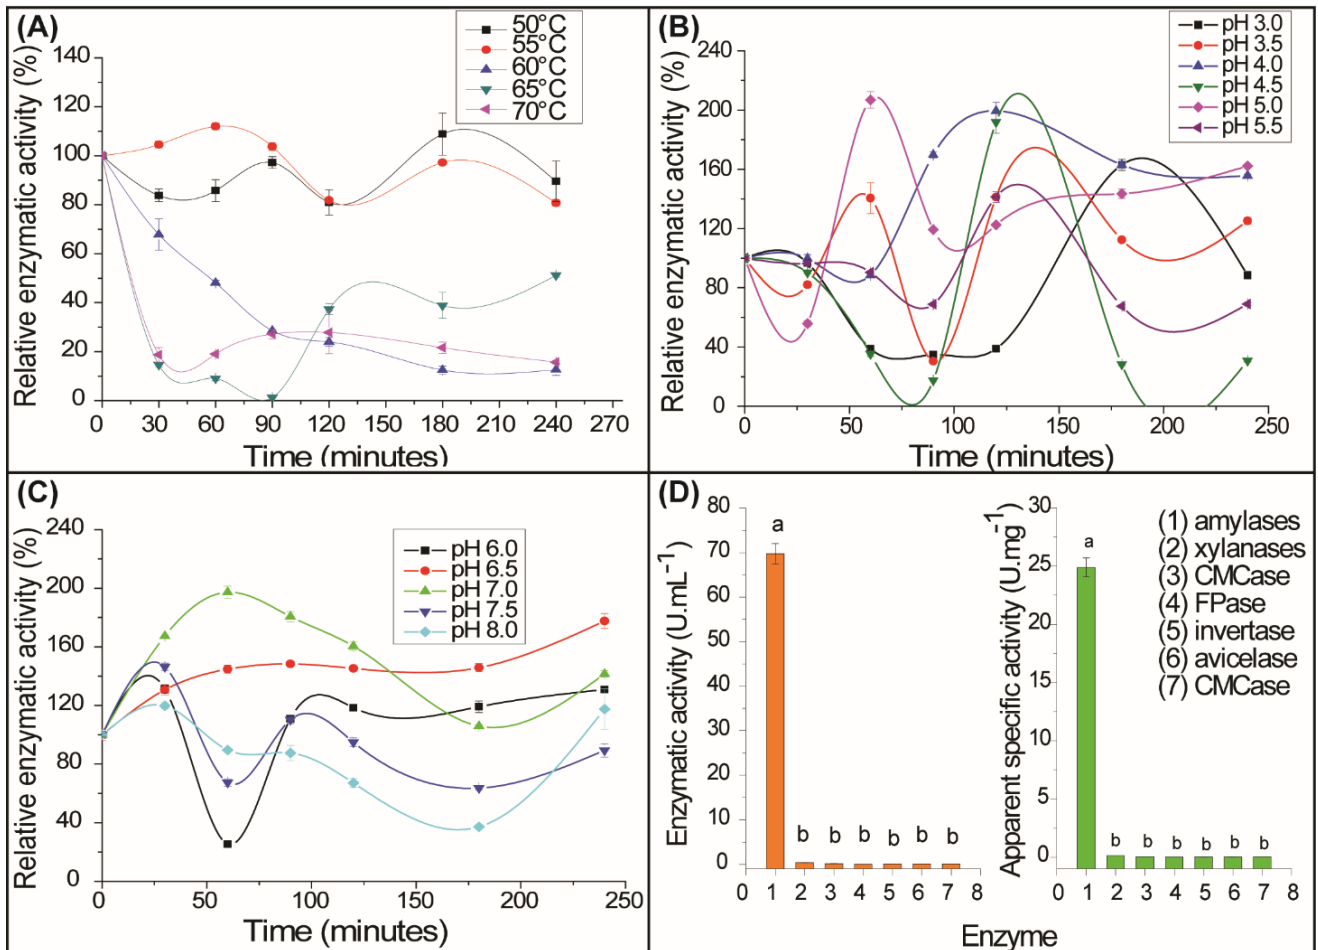 (A)
50°C
55°C
60°C
65°C
70°C
Relative enzymatic activity (%)
140
120
100
80
60
40
20
0
0 30 60 90 120 150 180 210 240 270
Time (minutes)
(B)
pH 3.0
pH 3.5
pH 4.0
pH 4.5
pH 5.0
pH 5.5
Relative enzymatic activity (%)
240
200
160
120
80
40
0
0 50 100 150 200 250
Time (minutes)
(C)
pH 6.0
pH 6.5
pH 7.0
pH 7.5
pH 8.0
Relative enzymatic activity (%)
240
200
160
120
80
40
0
0 50 100 150 200 250
Time (minutes)
(D)
Enzymatic activity (U.mL-1)
80
70
60
50
40
30
20
10
0
a
b b b b b b
0 1 2 3 4 5 6 7 8
Apparent specific activity (U.mg-1)
30
25
20
15
10
5
0
a
b b b b b b
0 1 2 3 4 5 6 7 8
(1) amylases
(2) xylanases
(3) CMCase
(4) FPase
(5) invertase
(6) avicelase
(7) CMCase
Enzyme